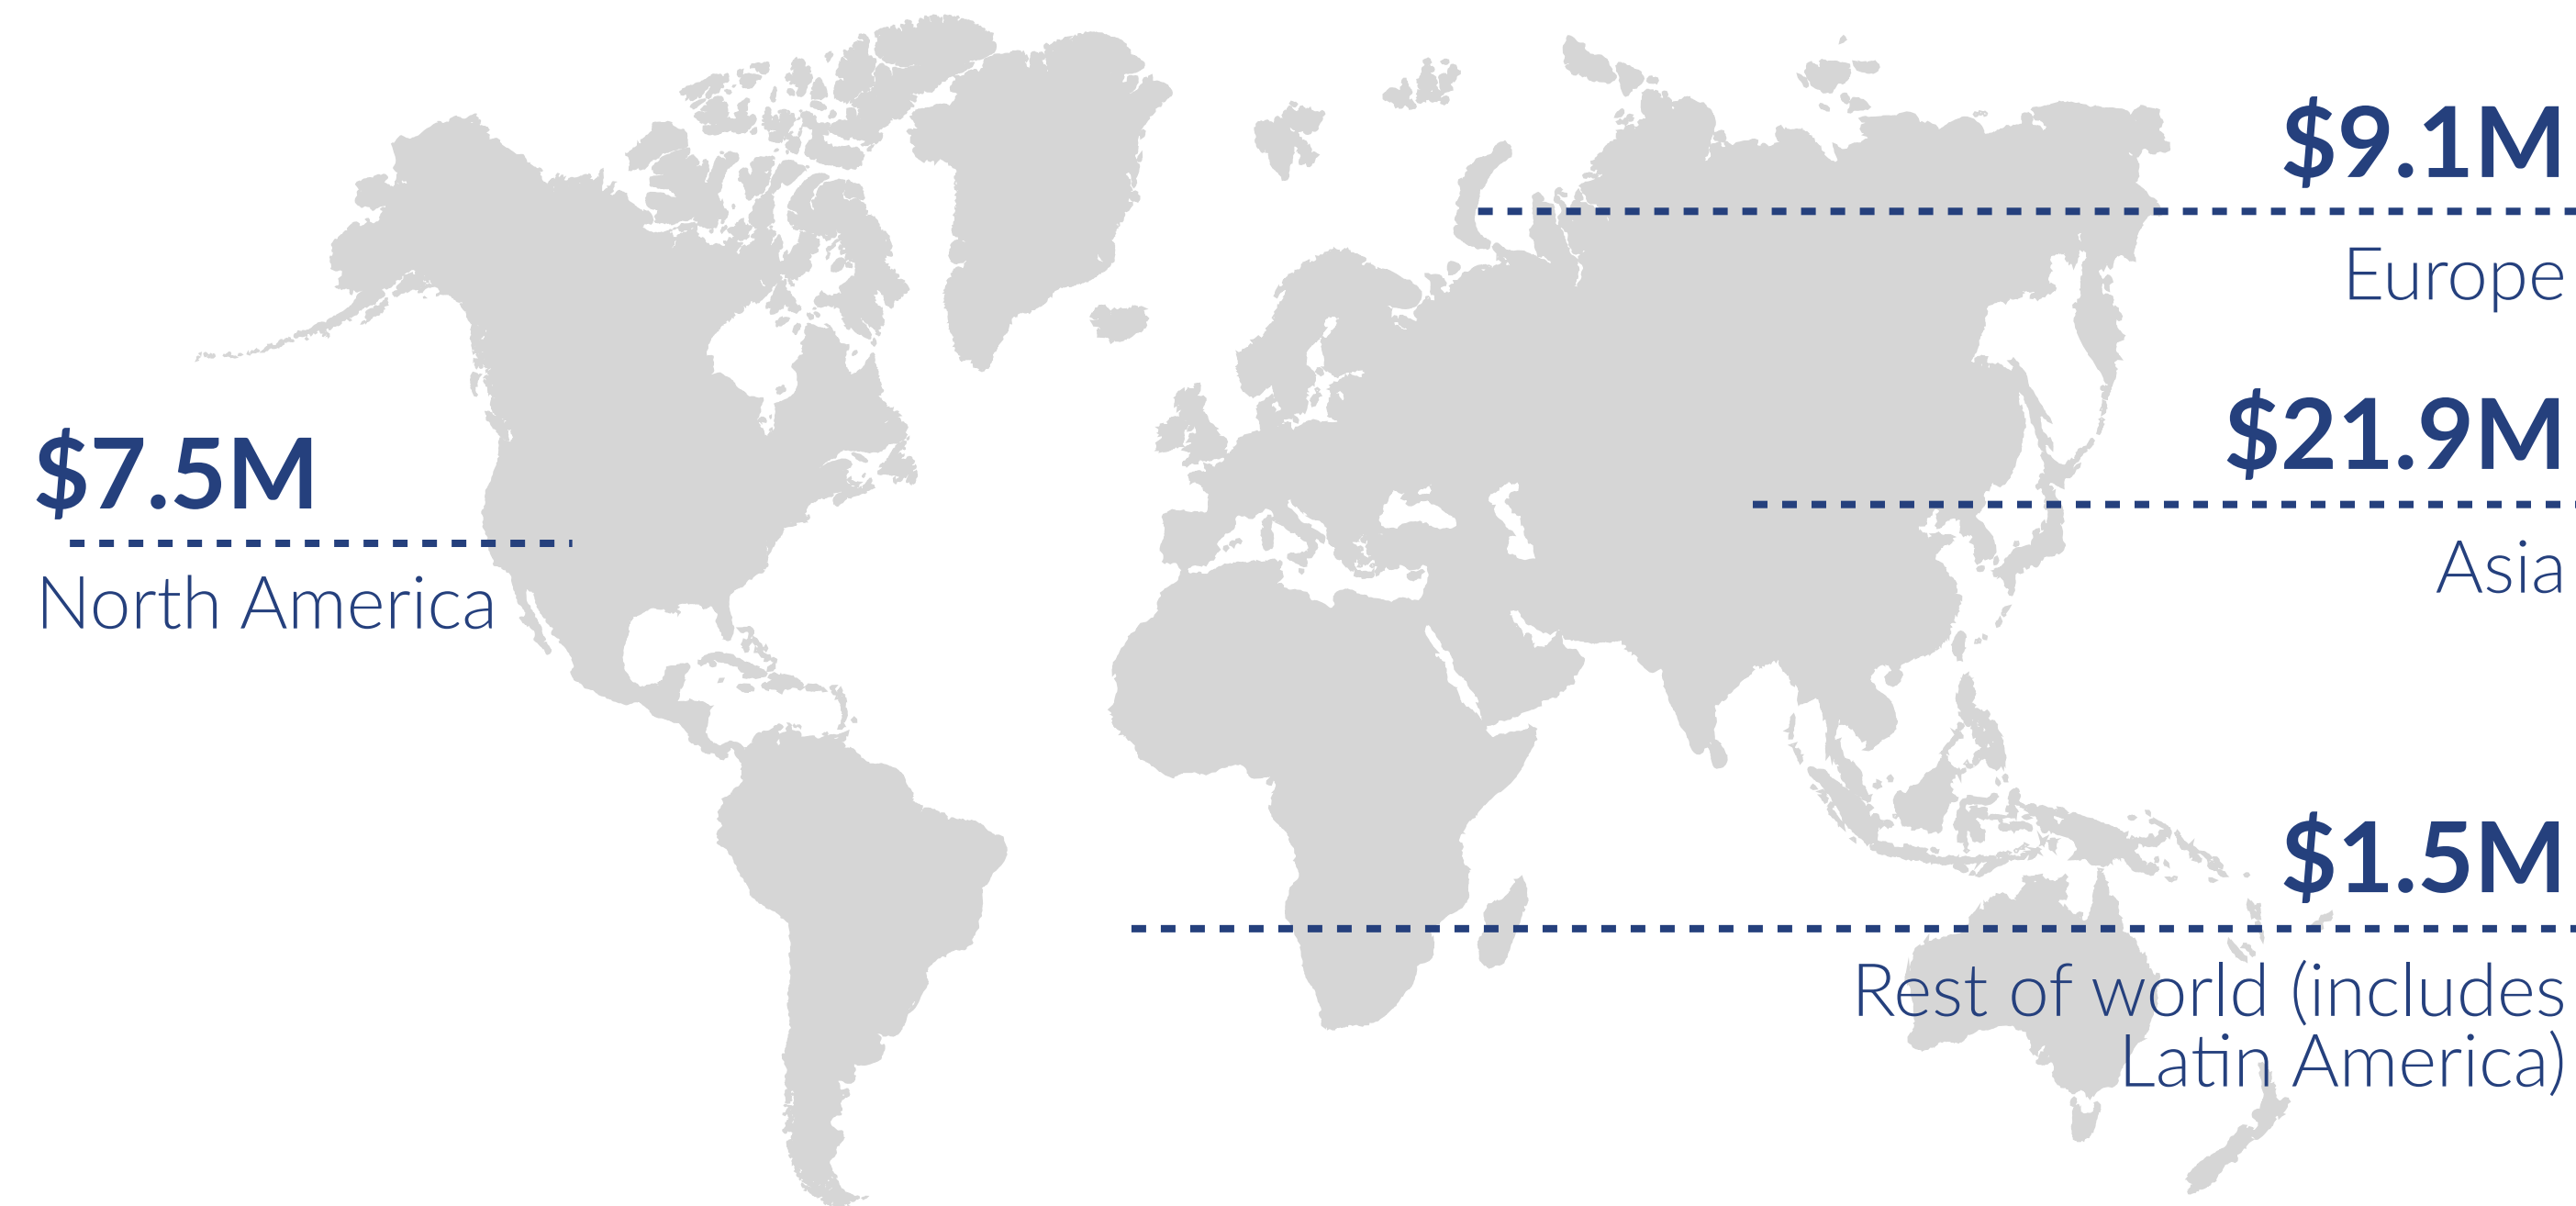 $9.1M
Europe
$21.9M
Asia
$7.5M
North America
$1.5M
Rest of world (includes
Latin America)